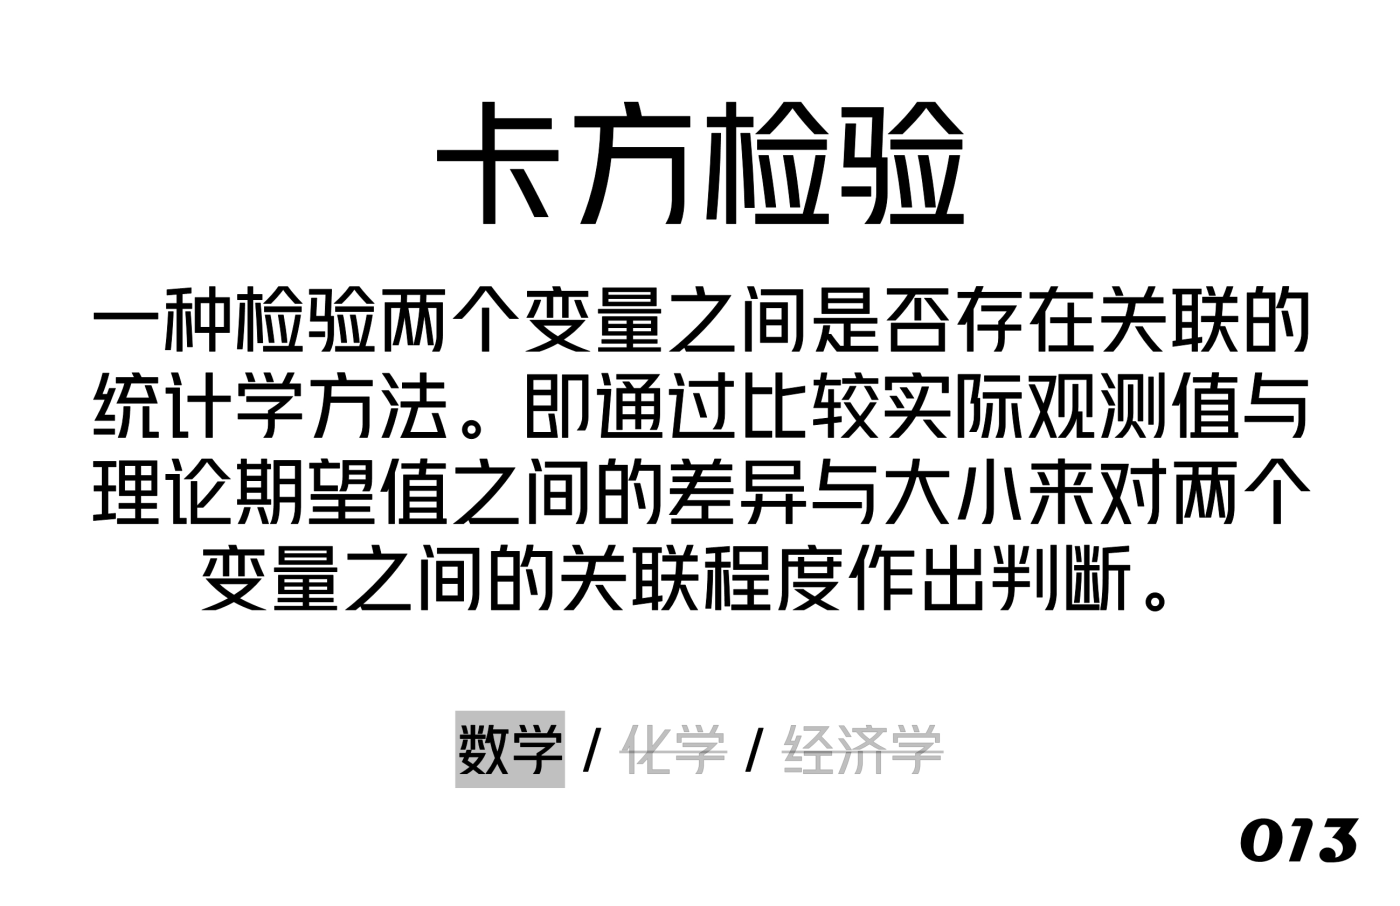 卡方检验
一种检验两个变量之间是否存在关联的
统计学方法。即通过比较实际观测值与
理论期望值之间的差异与大小来对两个
变量之间的关联程度作出判断。
数学 / 化学 / 经济学
013